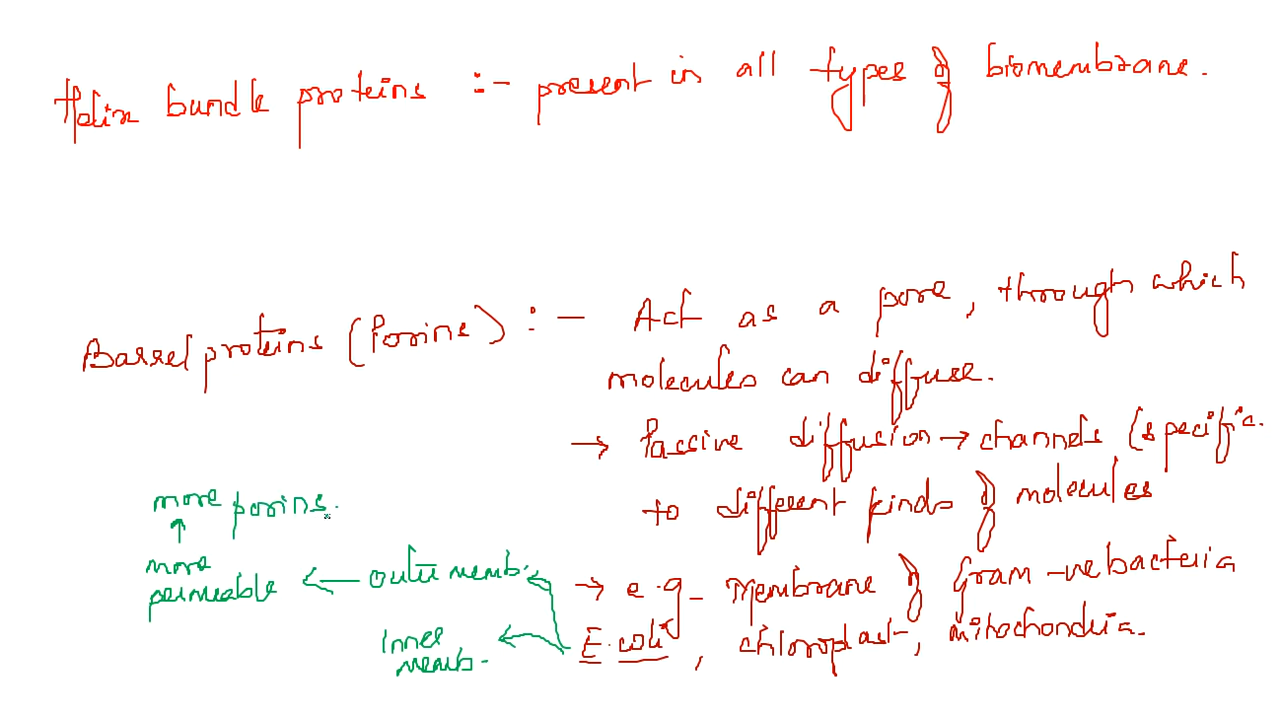 Helix bundle proteins :- present in all types of biomembrane.
Barrel proteins (Porins) :- Act as a pore, through which
molecules can diffuse.
→ Passive diffusion → channels (specific
to different kinds of molecules
→ e.g - Membrane of Gram -ve bacteria
E.coli, chloroplast, mitochondria.
more porins.
↑
more permeable ← outer memb.
Inner memb. ←